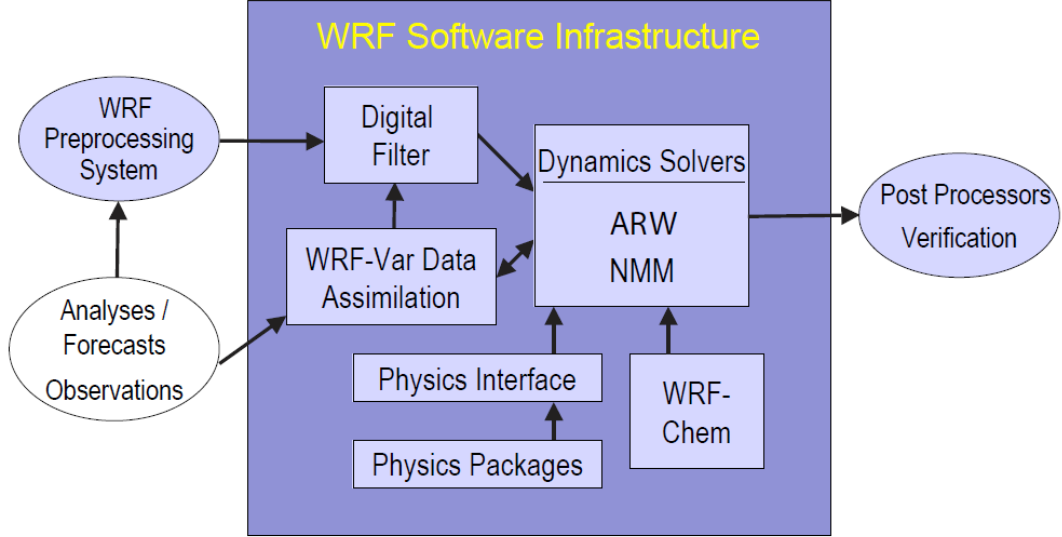 WRF Software Infrastructure
WRF
Preprocessing
System
Digital
Filter
Dynamics Solvers
ARW
NMM
Post Processors
Verification
WRF-Var Data
Assimilation
Analyses /
Forecasts
Observations
Physics Interface
WRF-
Chem
Physics Packages